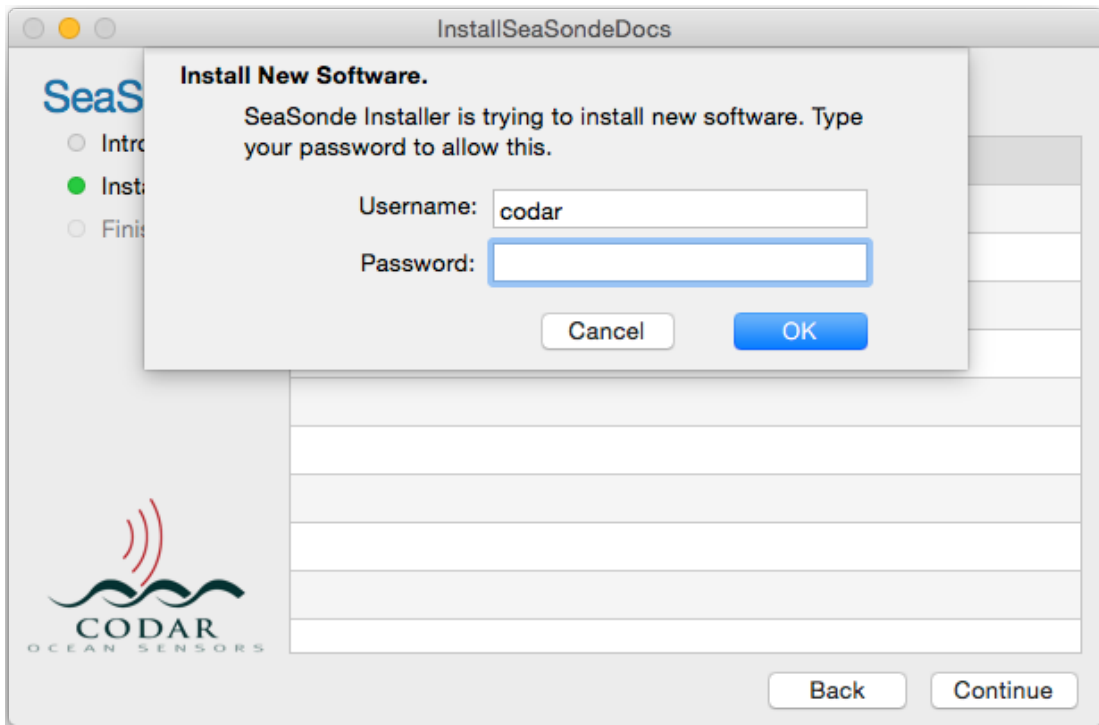 InstallSeaSondeDocs
Install New Software.
SeaSonde Installer is trying to install new software. Type
your password to allow this.
Username: codar
Password:
Cancel OK
SeaS
Intro
Insta
Finis
CODAR
OCEAN SENSORS
Back Continue